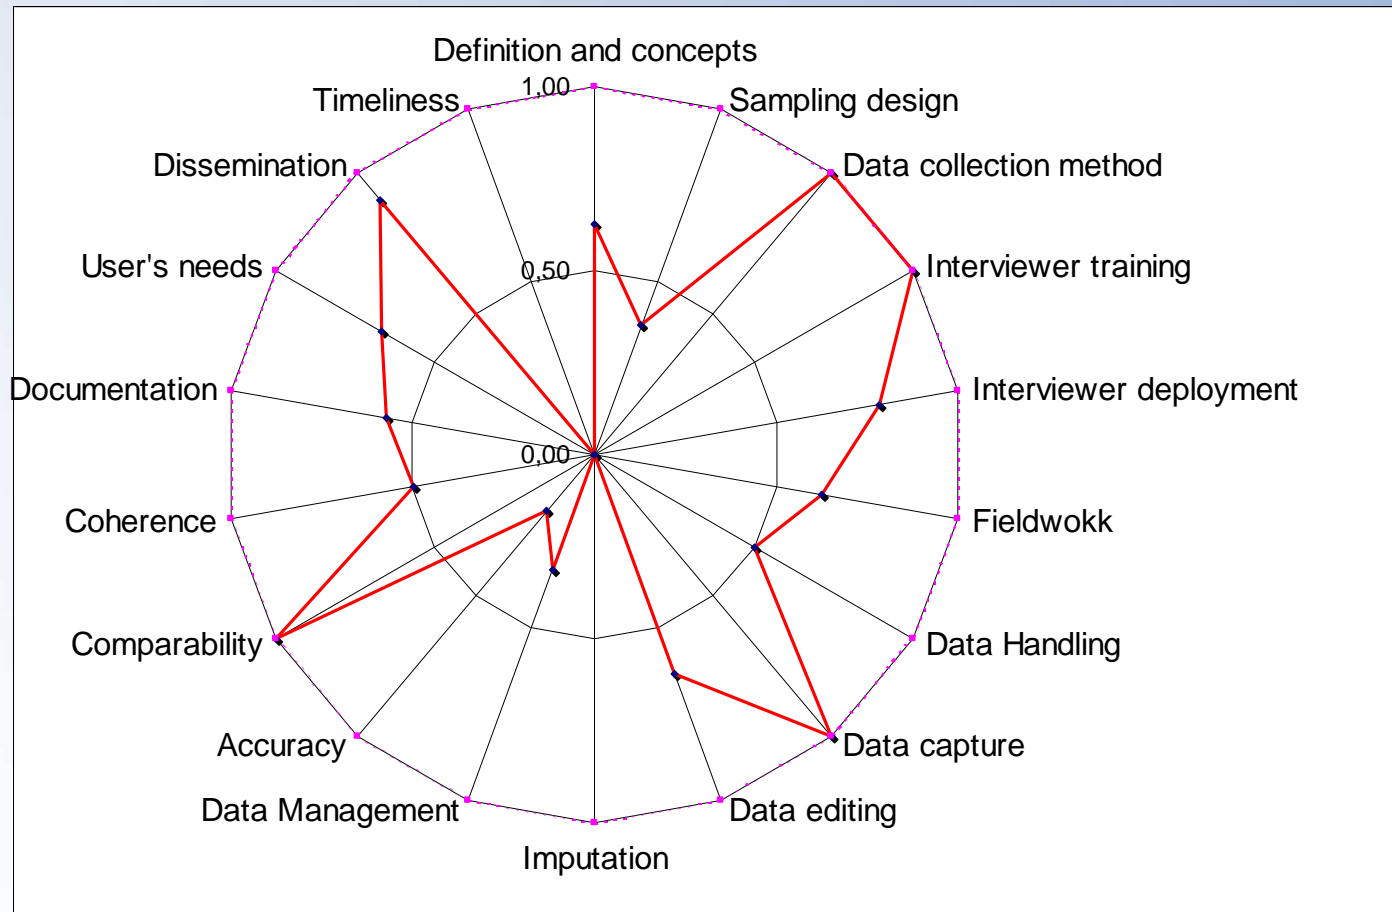 Definition and concepts
1,00
Timeliness
Sampling design
Dissemination
Data collection method
User's needs
0,50
Interviewer training
Documentation
Interviewer deployment
0,00
Coherence
Fieldwokk
Comparability
Data Handling
Accuracy
Data capture
Data Management
Data editing
Imputation